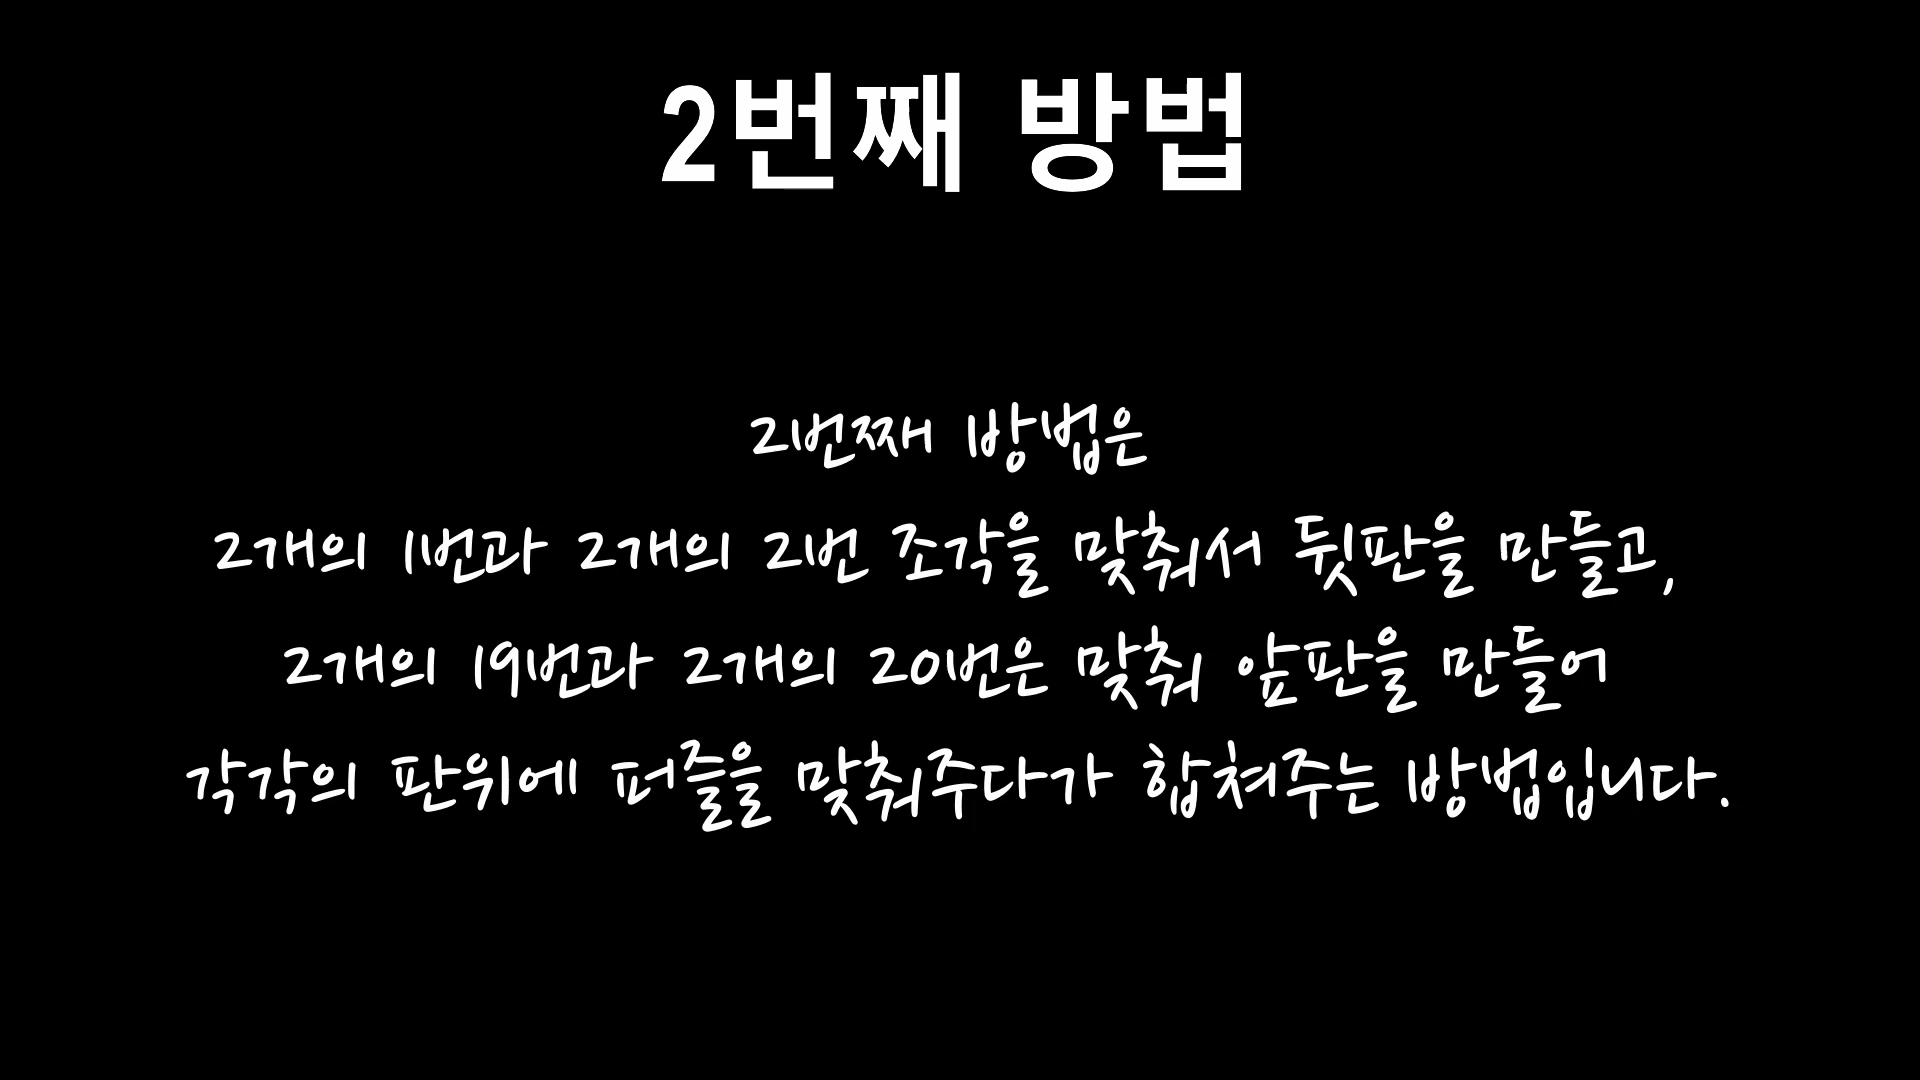 2번째 방법
2번째 방법은
2개의 1번과 2개의 2번 조각을 맞춰서 뒷판을 만들고,
2개의 19번과 2개의 20번은 맞춰 앞판을 만들어
각각의 판위에 퍼즐을 맞춰주다가 합쳐주는 방법입니다.